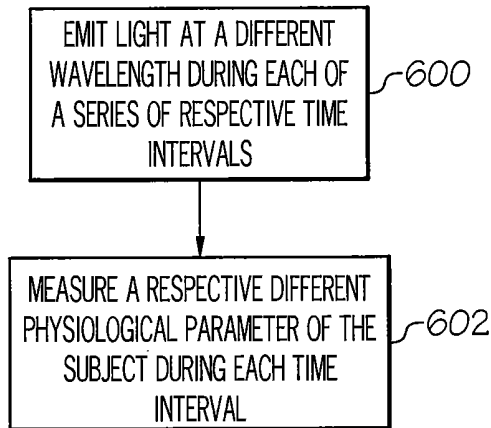 EMIT LIGHT AT A DIFFERENT
WAVELENGTH DURING EACH OF
A SERIES OF RESPECTIVE TIME
INTERVALS
600
MEASURE A RESPECTIVE DIFFERENT
PHYSIOLOGICAL PARAMETER OF THE
SUBJECT DURING EACH TIME
INTERVAL
602